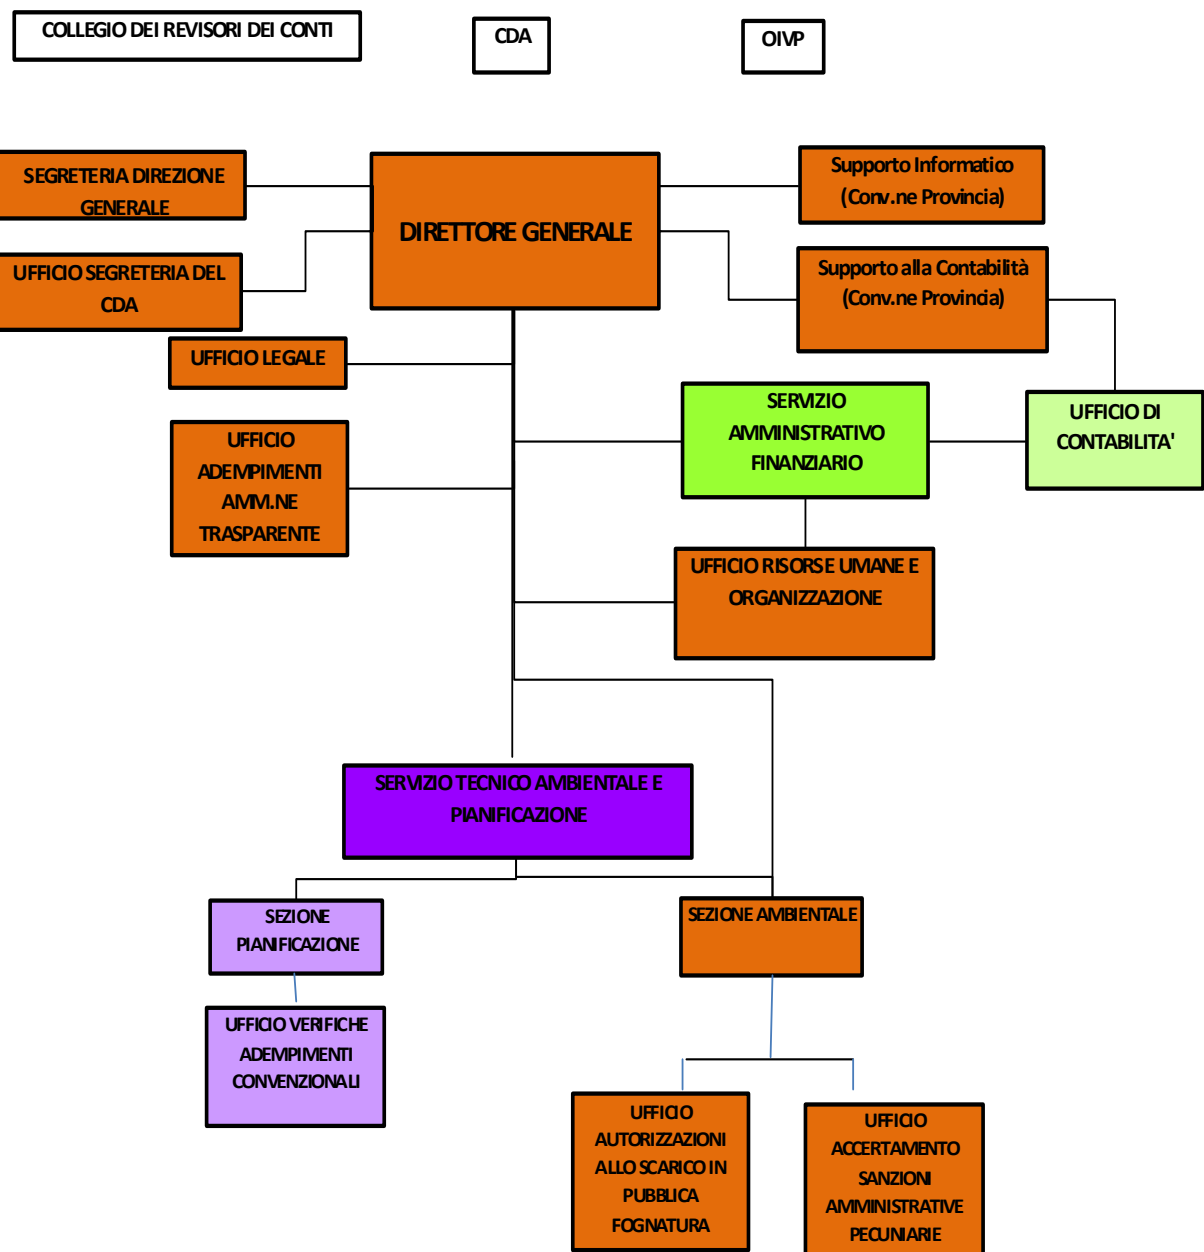 COLLEGIO DEI REVISORI DEI CONTI
CDA
OIVP
SEGRETERIA DIREZIONE
GENERALE
DIRETTORE GENERALE
Supporto Informatico
(Conv.ne Provincia)
UFFICIO SEGRETERIA DEL
CDA
Supporto alla Contabilità
(Conv.ne Provincia)
UFFICIO LEGALE
SERVIZIO
AMMINISTRATIVO
FINANZIARIO
UFFICIO DI
CONTABILITA'
UFFICIO
ADEMPIMENTI
AMM.NE
TRASPARENTE
UFFICIO RISORSE UMANE E
ORGANIZZAZIONE
SERVIZIO TECNICO AMBIENTALE E
PIANIFICAZIONE
SEZIONE
PIANIFICAZIONE
SEZIONE AMBIENTALE
UFFICIO VERIFICHE
ADEMPIMENTI
CONVENZIONALI
UFFICIO
AUTORIZZAZIONI
ALLO SCARICO IN
PUBBLICA
FOGNATURA
UFFICIO
ACCERTAMENTO
SANZIONI
AMMINISTRATIVE
PECUNIARIE